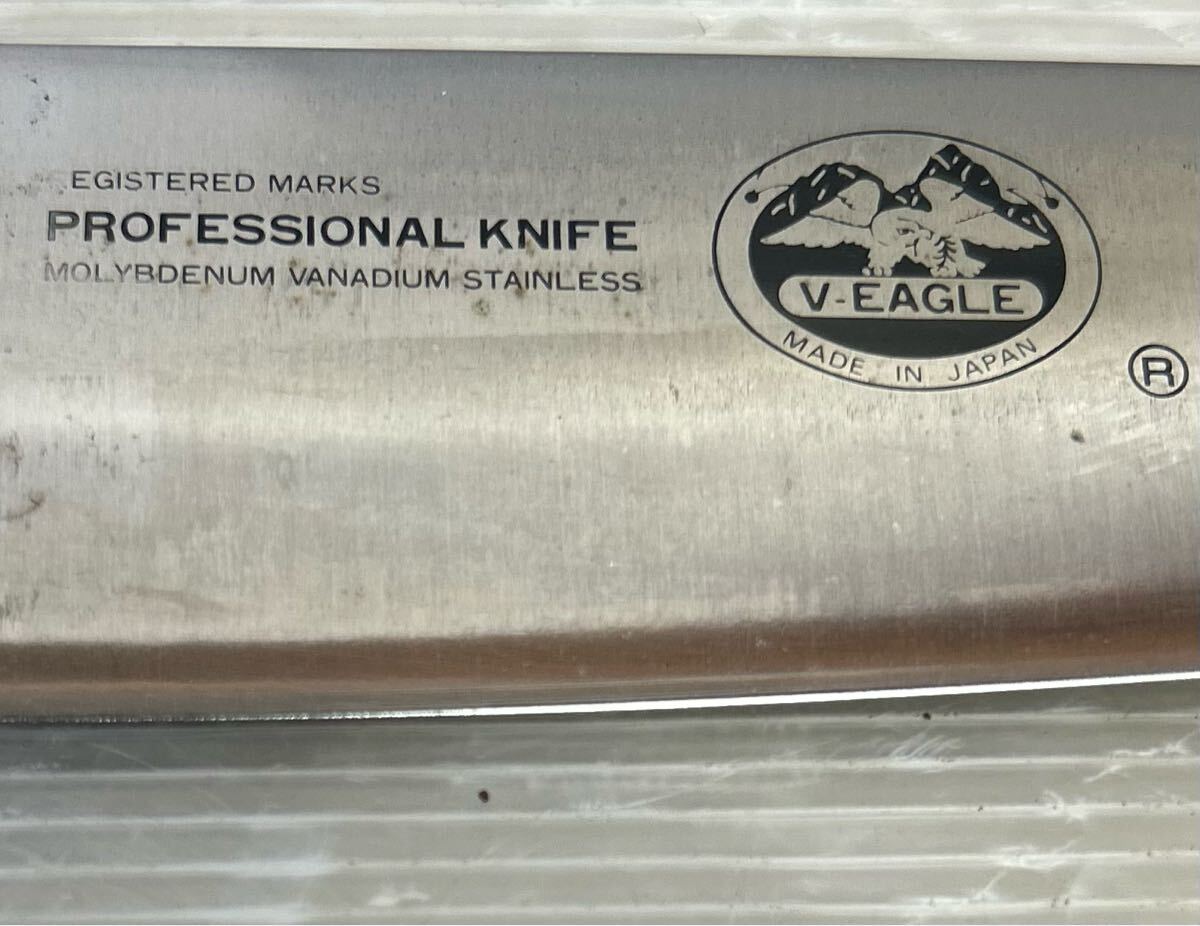 EGISTERED MARKS
PROFESSIONAL KNIFE
MOLYBDENUM VANADIUM STAINLESS
V-EAGLE
MADE IN JAPAN
®